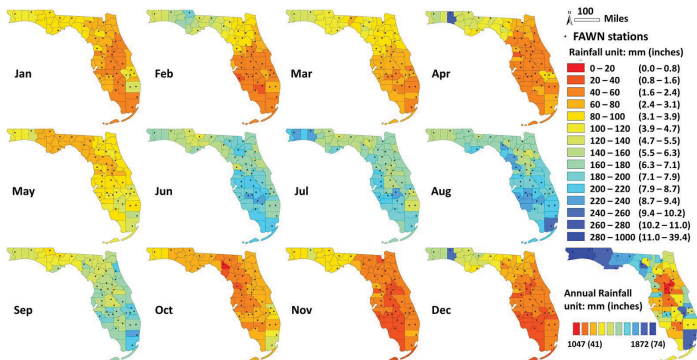 Jan
Feb
Mar
Apr
May
Jun
Jul
Aug
Sep
Oct
Nov
Dec
N
100
Miles
FAWN stations
Rainfall unit: mm (inches)
0 – 20 (0.0 – 0.8)
20 – 40 (0.8 – 1.6)
40 – 60 (1.6 – 2.4)
60 – 80 (2.4 – 3.1)
80 – 100 (3.1 – 3.9)
100 – 120 (3.9 – 4.7)
120 – 140 (4.7 – 5.5)
140 – 160 (5.5 – 6.3)
160 – 180 (6.3 – 7.1)
180 – 200 (7.1 – 7.9)
200 – 220 (7.9 – 8.7)
220 – 240 (8.7 – 9.4)
240 – 260 (9.4 – 10.2)
260 – 280 (10.2 – 11.0)
280 – 1000 (11.0 – 39.4)
Annual Rainfall
unit: mm (inches)
1047 (41) 1872 (74)